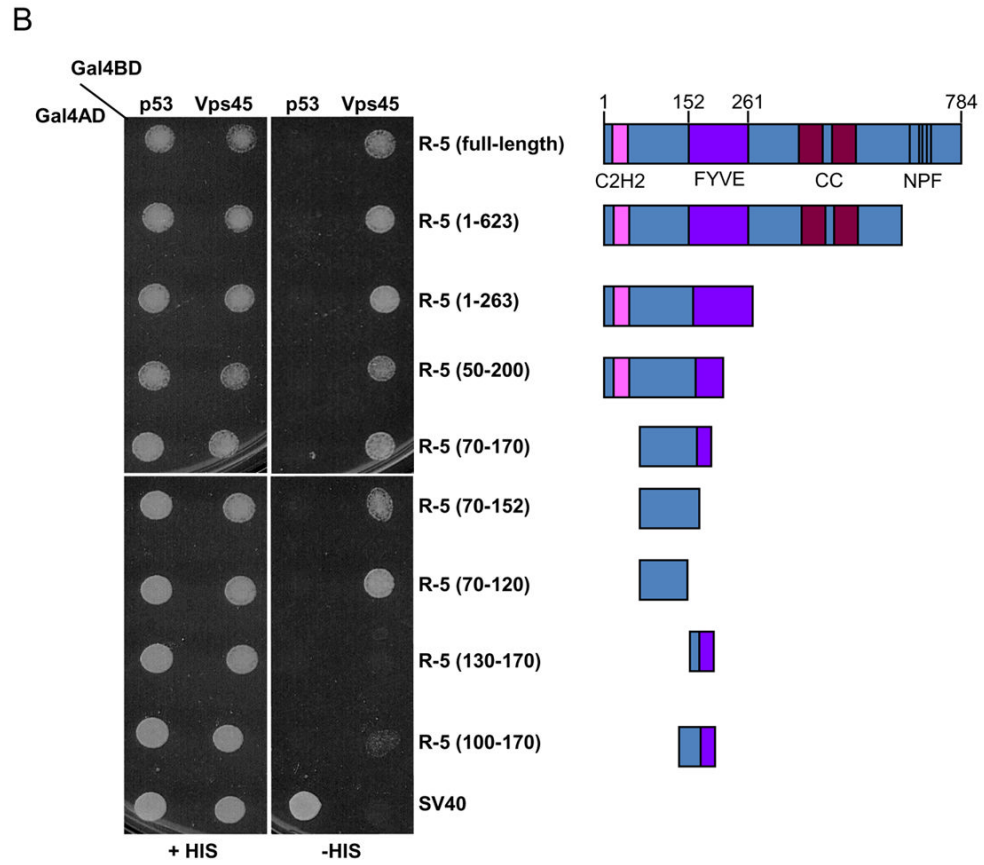 B
Gal4BD
Gal4AD
p53 Vps45 p53 Vps45
1 152 261 784
R-5 (full-length)
C2H2 FYVE CC NPF
R-5 (1-623)
R-5 (1-263)
R-5 (50-200)
R-5 (70-170)
R-5 (70-152)
R-5 (70-120)
R-5 (130-170)
R-5 (100-170)
SV40
+ HIS -HIS